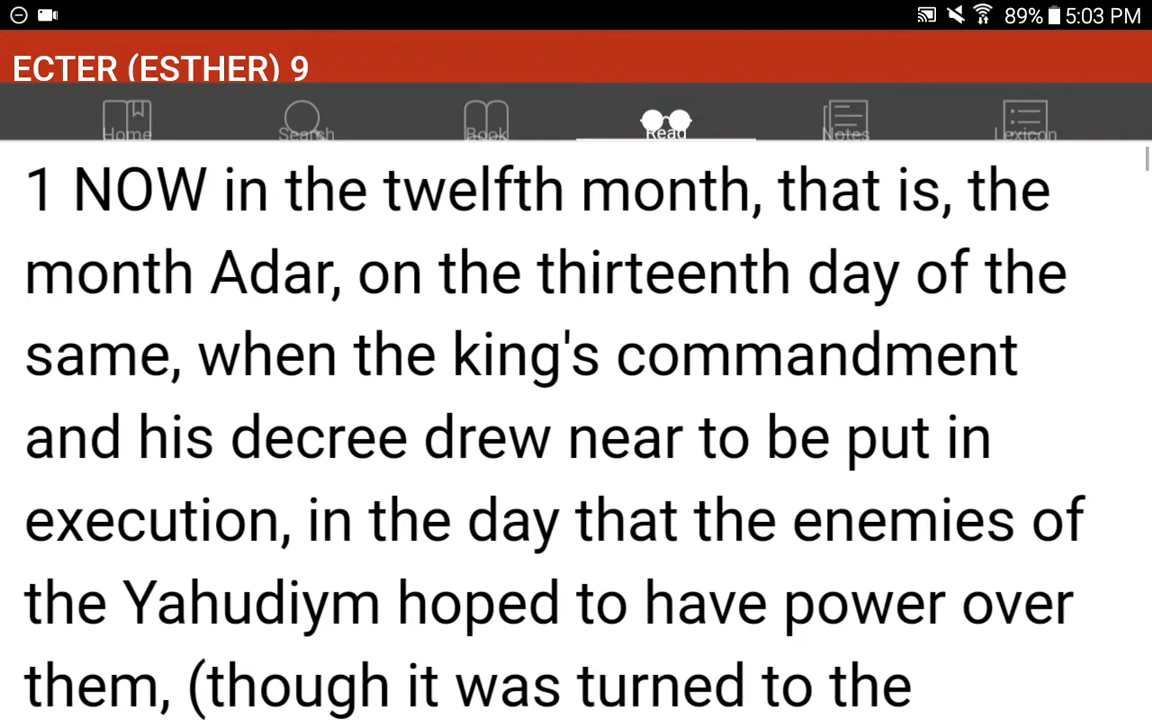 89% 5:03 PM
ECTER (ESTHER) 9
Home Search Book Read Notes Lexicon
1 NOW in the twelfth month, that is, the
month Adar, on the thirteenth day of the
same, when the king's commandment
and his decree drew near to be put in
execution, in the day that the enemies of
the Yahudiym hoped to have power over
them, (though it was turned to the